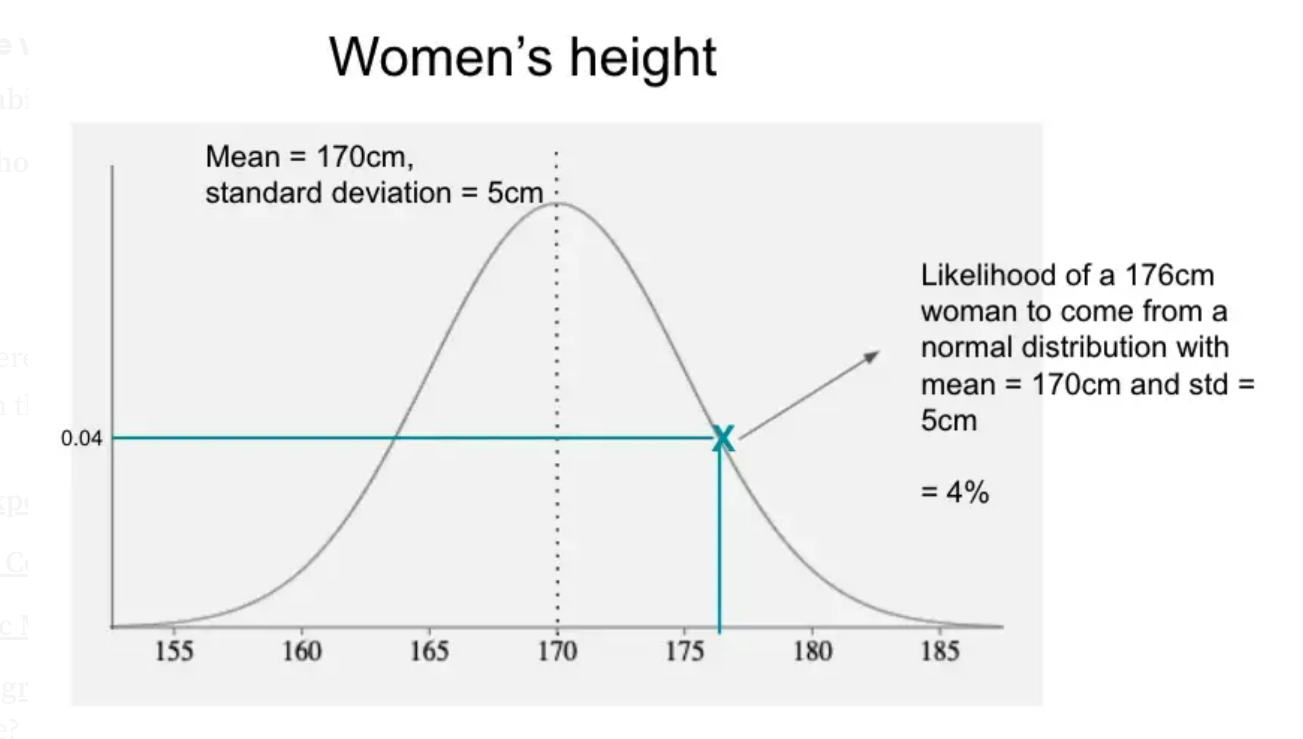 Women's height
Mean = 170cm,
standard deviation = 5cm
Likelihood of a 176cm
woman to come from a
normal distribution with
mean = 170cm and std =
5cm
= 4%
0.04
X
155 160 165 170 175 180 185